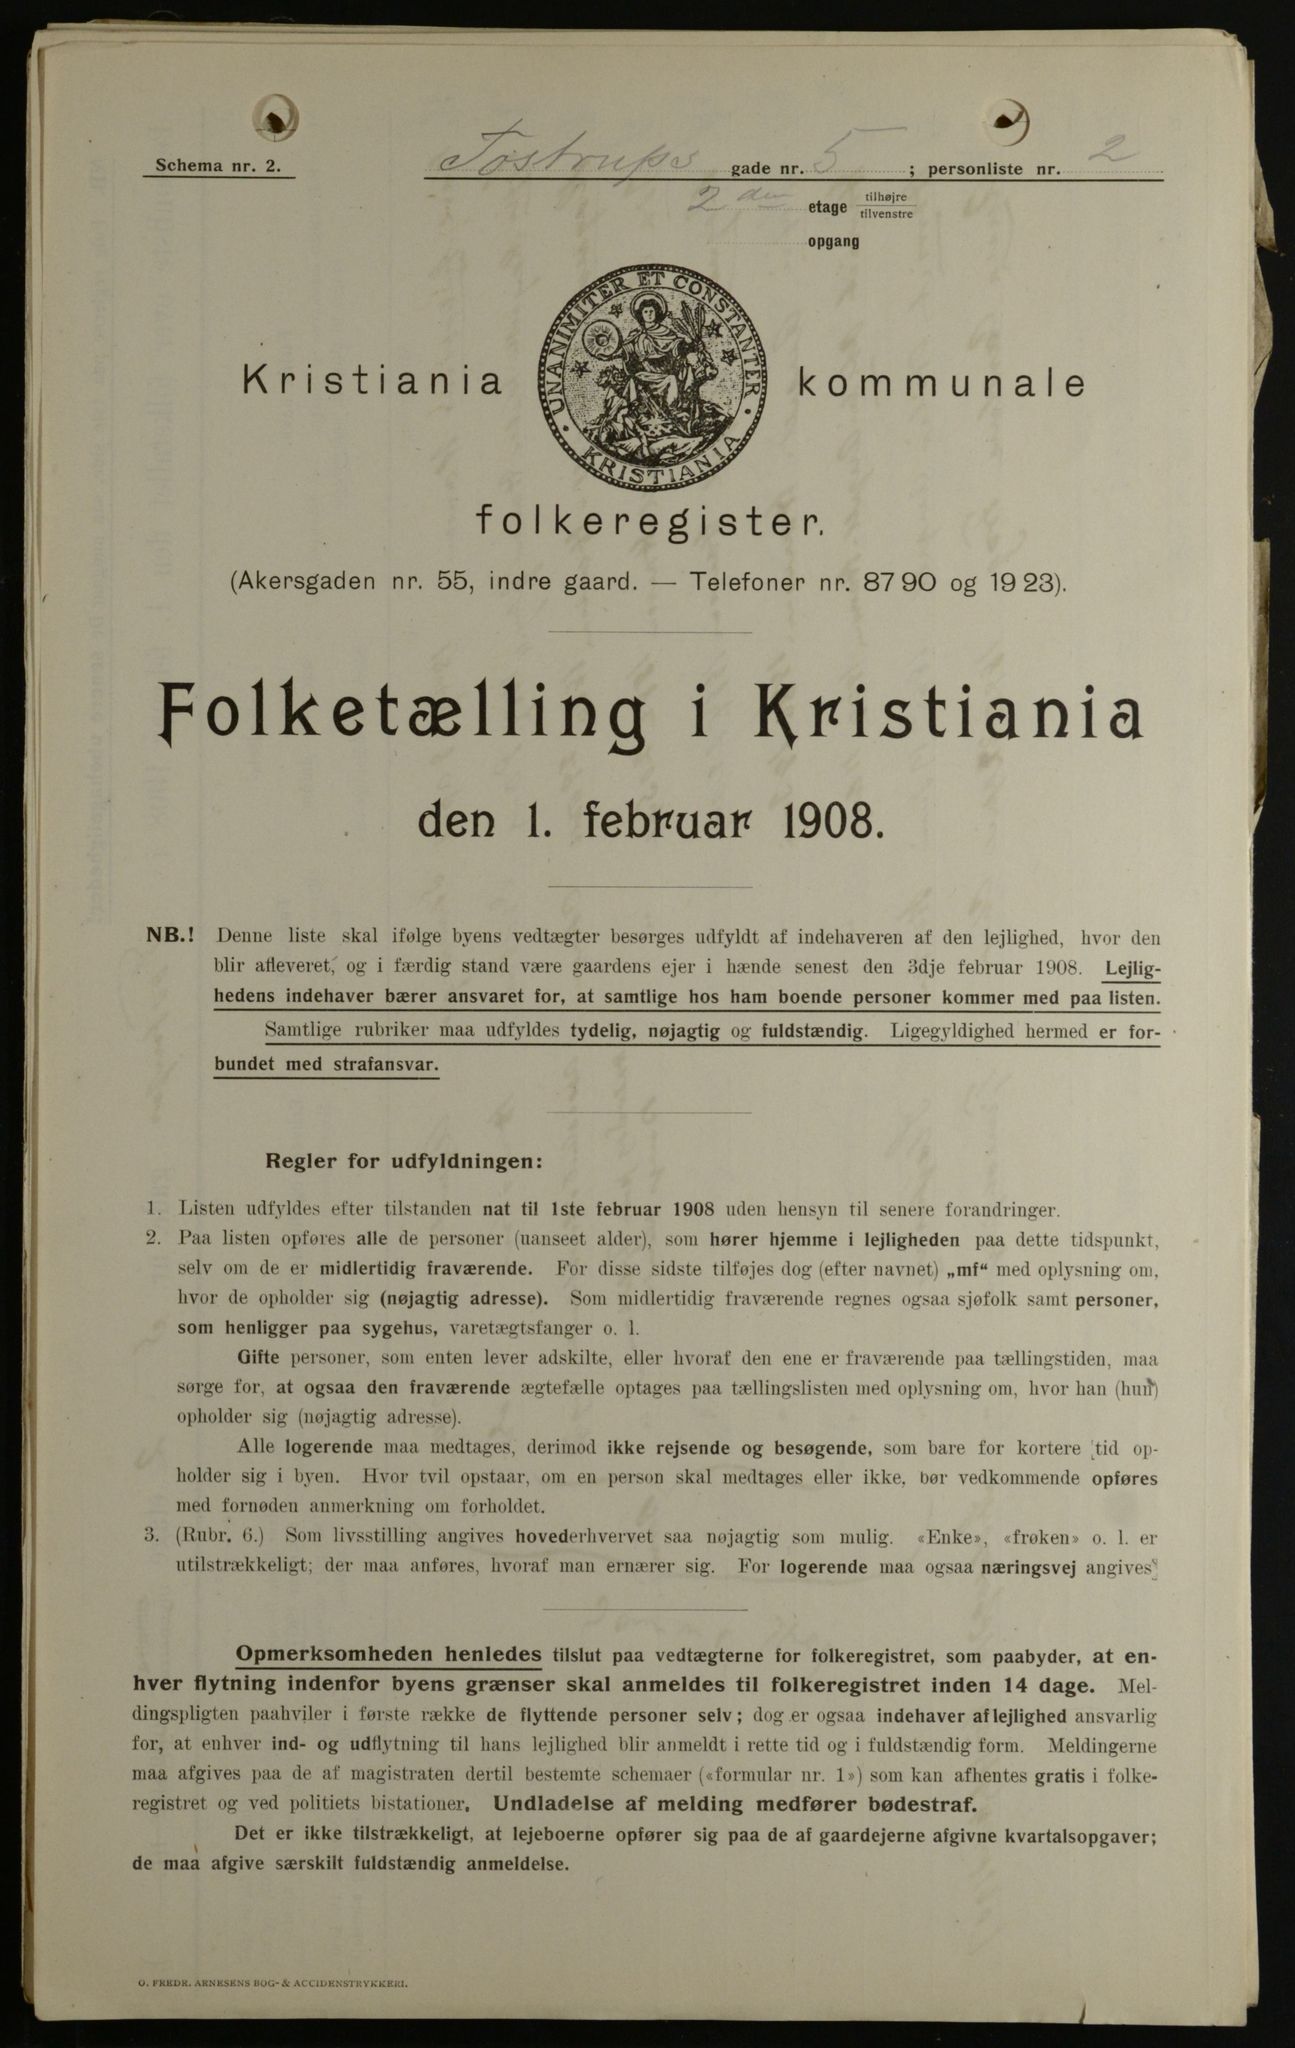 Schema nr. 2. Tostrups gade nr. 5 ; personliste nr. 2
2den etage tilhøjre
tilvenstre
opgang
UNANIMITER ET CONSTANTER · KRISTIANIA ·
Kristiania kommunale
folkeregister.
(Akersgaden nr. 55, indre gaard. — Telefoner nr. 87 90 og 19 23).
Folketælling i Kristiania
den 1. februar 1908.
NB.! Denne liste skal ifølge byens vedtægter besørges udfyldt af indehaveren af den lejlighed, hvor den
blir afleveret, og i færdig stand være gaardens ejer i hænde senest den 3dje februar 1908. Lejlig-
hedens indehaver bærer ansvaret for, at samtlige hos ham boende personer kommer med paa listen.
Samtlige rubriker maa udfyldes tydelig, nøjagtig og fuldstændig. Ligegyldighed hermed er for-
bundet med strafansvar.
Regler for udfyldningen:
1. Listen udfyldes efter tilstanden nat til 1ste februar 1908 uden hensyn til senere forandringer.
2. Paa listen opføres alle de personer (uanseet alder), som hører hjemme i lejligheden paa dette tidspunkt,
selv om de er midlertidig fraværende. For disse sidste tilføjes dog (efter navnet) „mf“ med oplysning om,
hvor de opholder sig (nøjagtig adresse). Som midlertidig fraværende regnes ogsaa sjøfolk samt personer,
som henligger paa sygehus, varetægtsfanger o. l.
Gifte personer, som enten lever adskilte, eller hvoraf den ene er fraværende paa tællingstiden, maa
sørge for, at ogsaa den fraværende ægtefælle optages paa tællingslisten med oplysning om, hvor han (hun)
opholder sig (nøjagtig adresse).
Alle logerende maa medtages, derimod ikke rejsende og besøgende, som bare for kortere tid op-
holder sig i byen. Hvor tvil opstaar, om en person skal medtages eller ikke, bør vedkommende opføres
med fornøden anmerkning om forholdet.
3. (Rubr. 6.) Som livsstilling angives hovederhvervet saa nøjagtig som mulig. «Enke», «frøken» o. l. er
utilstrækkeligt; der maa anføres, hvoraf man ernærer sig. For logerende maa ogsaa næringsvej angives
Opmerksomheden henledes tilslut paa vedtægterne for folkeregistret, som paabyder, at en-
hver flytning indenfor byens grænser skal anmeldes til folkeregistret inden 14 dage. Mel-
dingspligten paahviler i første række de flyttende personer selv; dog er ogsaa indehaver af lejlighed ansvarlig
for, at enhver ind- og udflytning til hans lejlighed blir anmeldt i rette tid og i fuldstændig form. Meldingerne
maa afgives paa de af magistraten dertil bestemte schemaer («formular nr. 1») som kan afhentes gratis i folke-
registret og ved politiets bistationer. Undladelse af melding medfører bødestraf.
Det er ikke tilstrækkeligt, at lejeboerne opfører sig paa de af gaardejerne afgivne kvartalsopgaver;
de maa afgive særskilt fuldstændig anmeldelse.
O. FREDR. ARNESENS BOG- & ACCIDENSTRYKKERI.